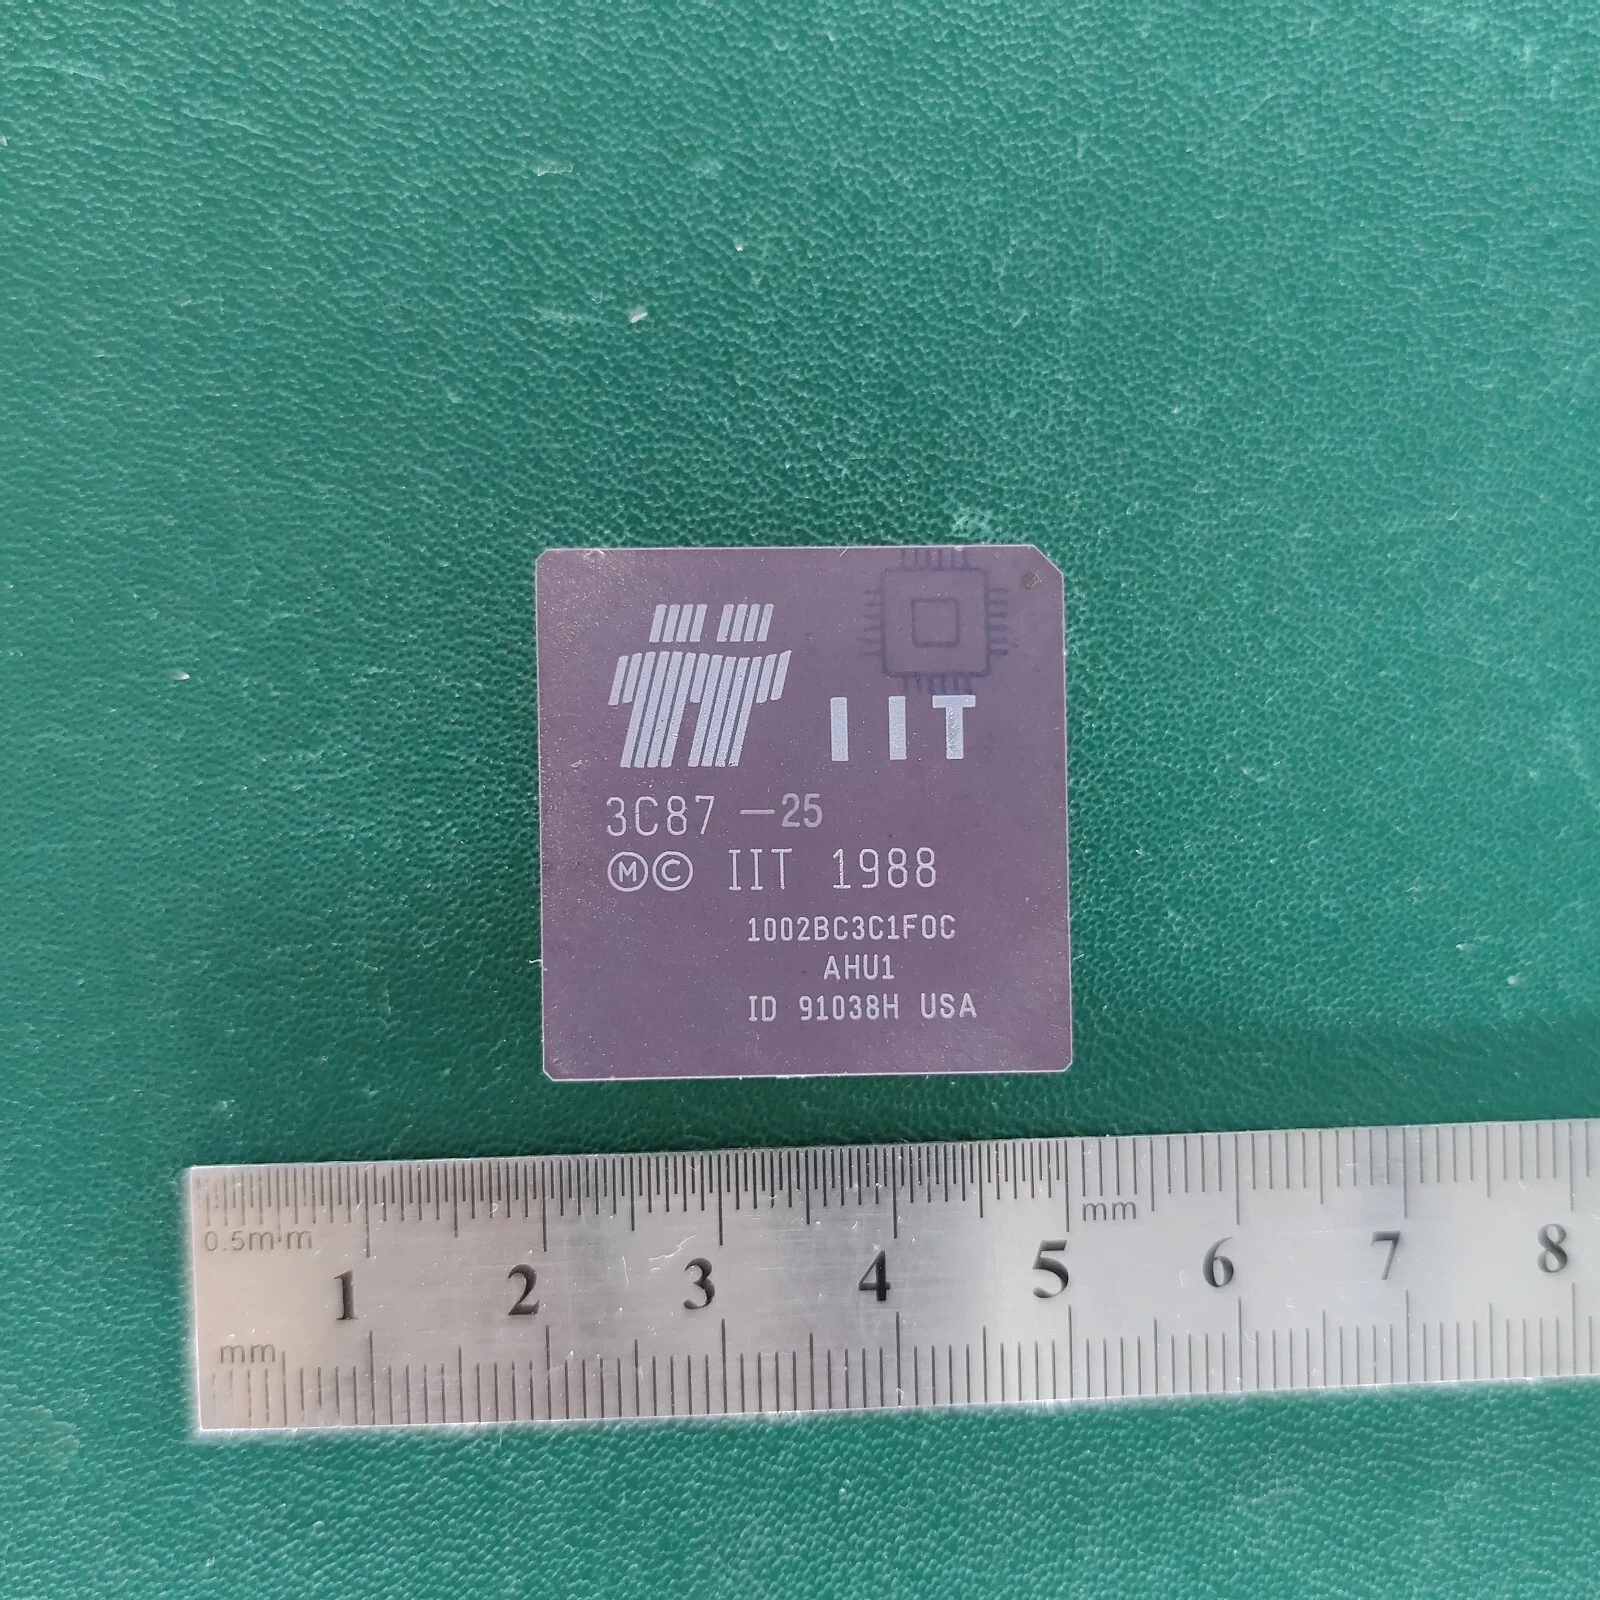 IIT
3C87 -25
Ⓜ© IIT 1988
1002BC3C1F0C
AHU1
ID 91038H USA
0.5mm
mm
1 2 3 4 5 6 7 8
mm